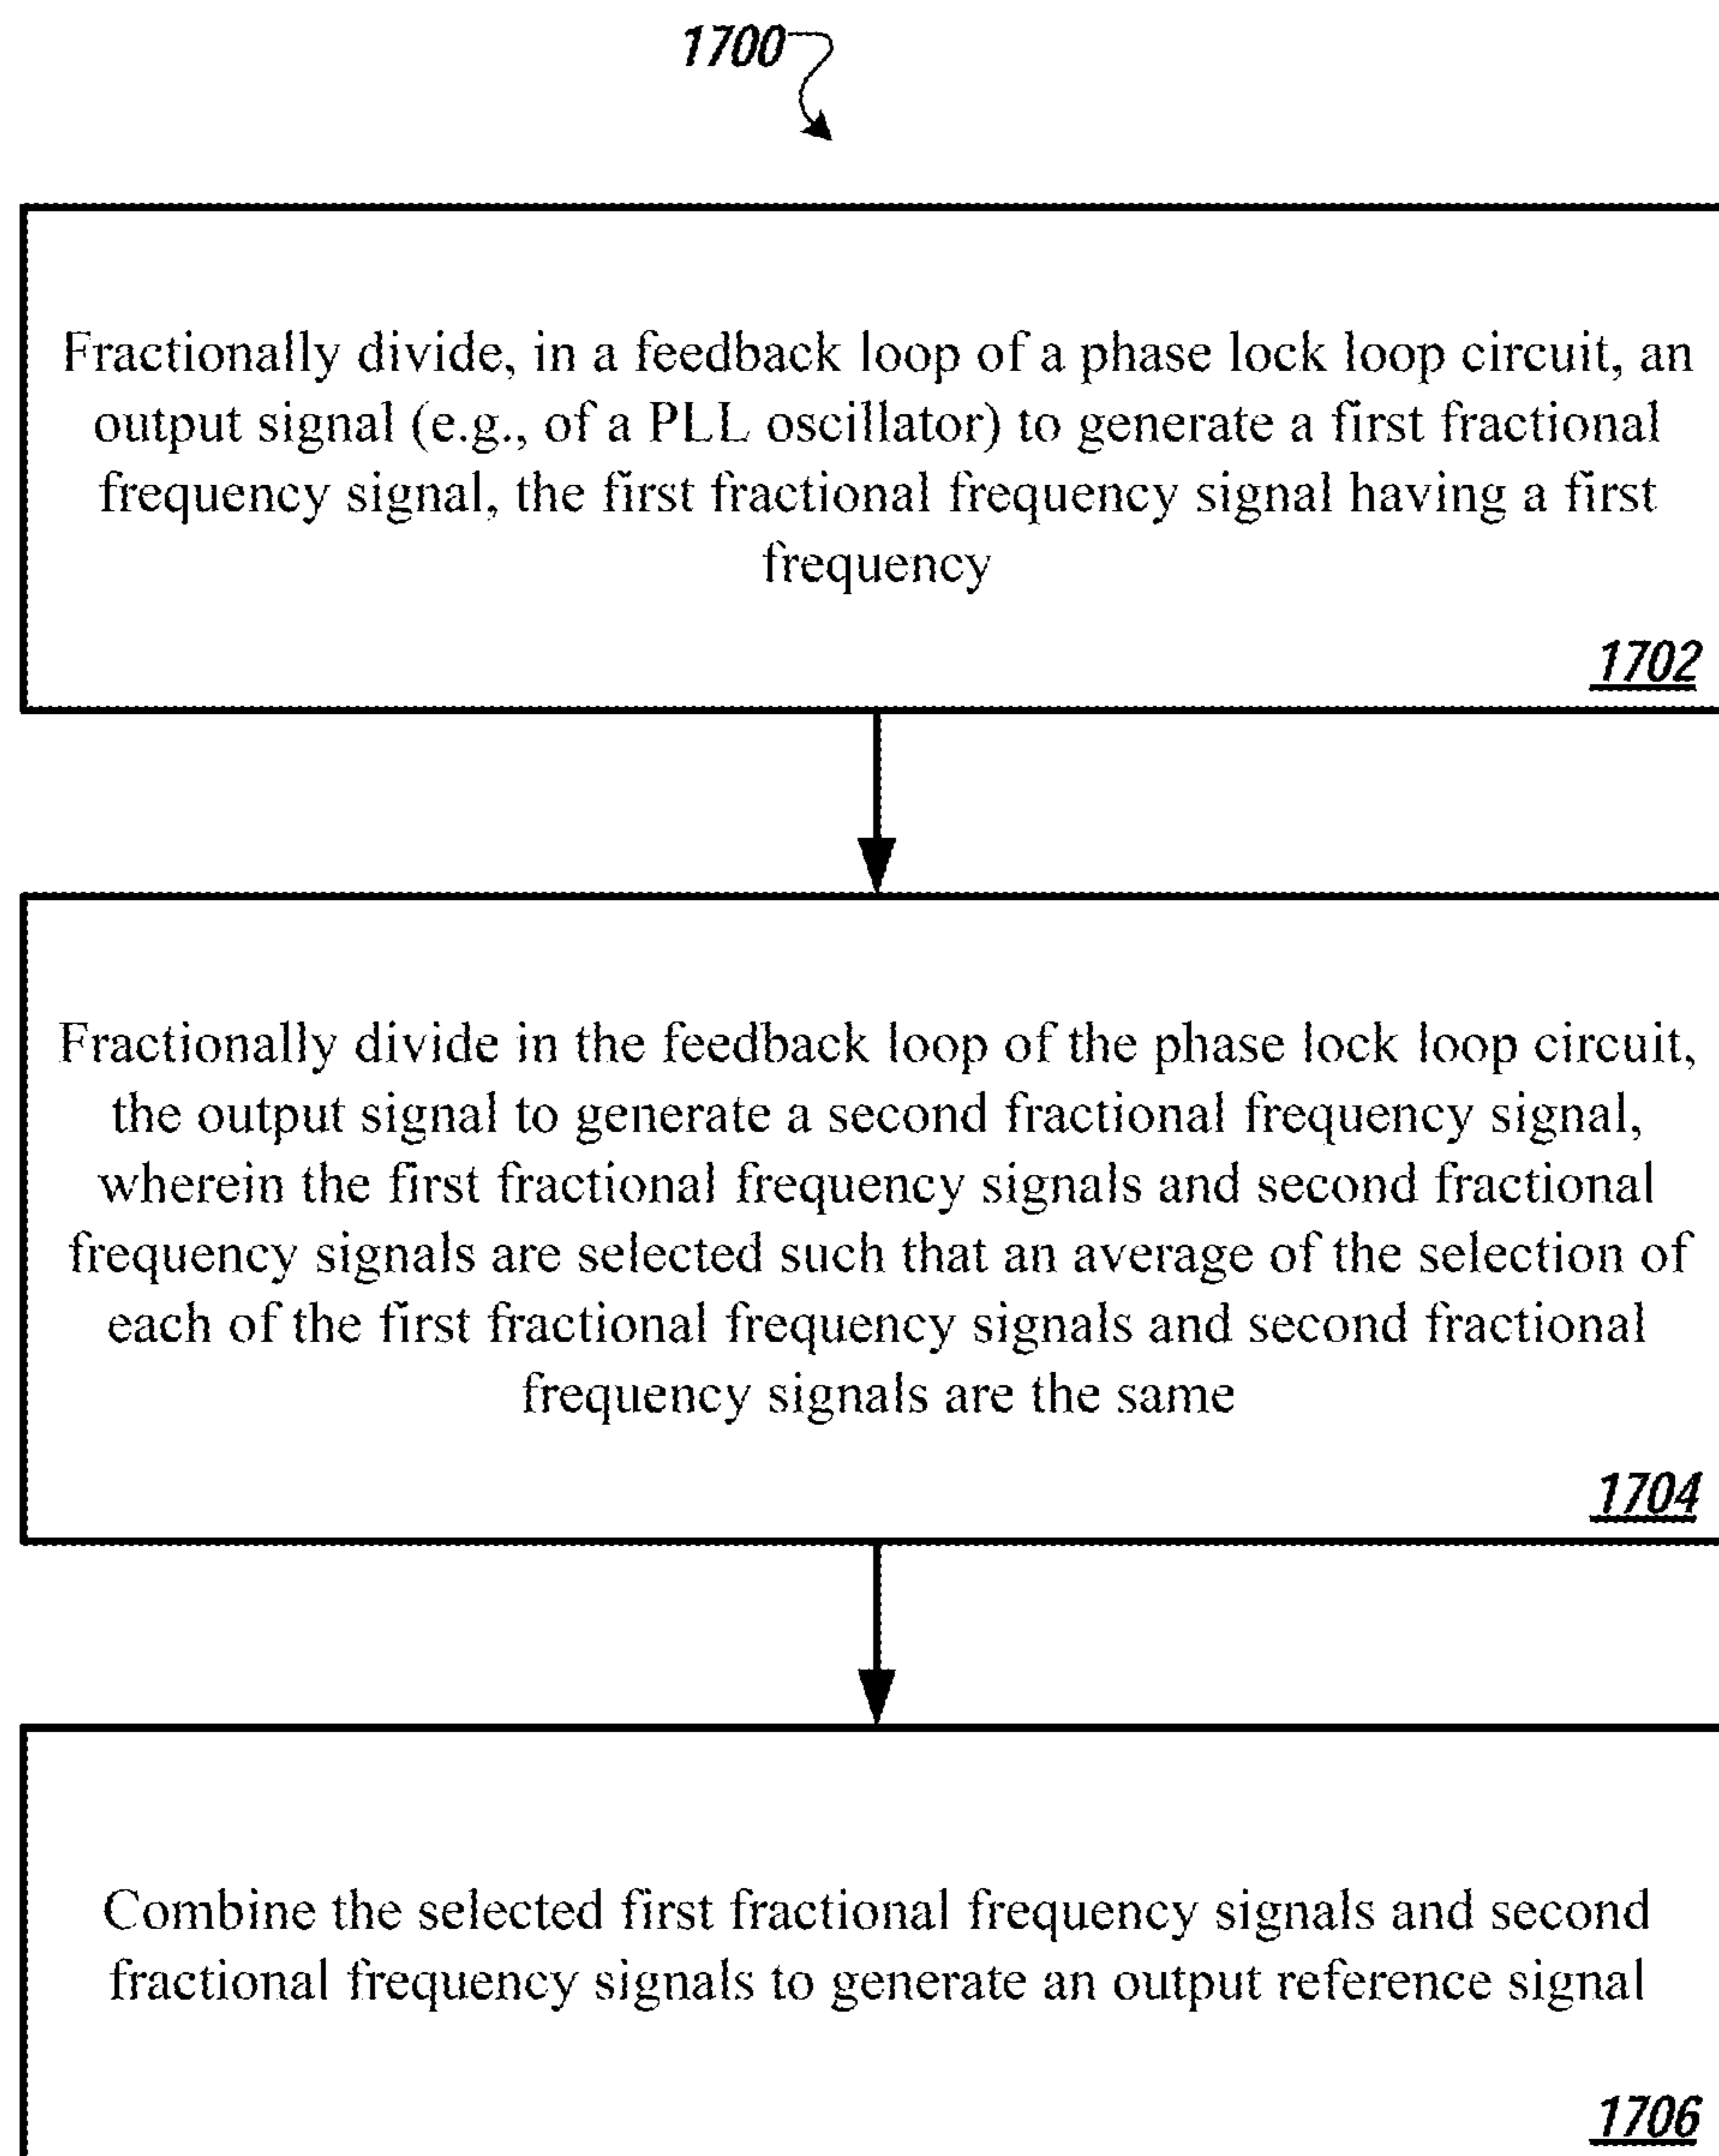 1700
Fractionally divide, in a feedback loop of a phase lock loop circuit, an
output signal (e.g., of a PLL oscillator) to generate a first fractional
frequency signal, the first fractional frequency signal having a first
frequency
1702
Fractionally divide in the feedback loop of the phase lock loop circuit,
the output signal to generate a second fractional frequency signal,
wherein the first fractional frequency signals and second fractional
frequency signals are selected such that an average of the selection of
each of the first fractional frequency signals and second fractional
frequency signals are the same
1704
Combine the selected first fractional frequency signals and second
fractional frequency signals to generate an output reference signal
1706